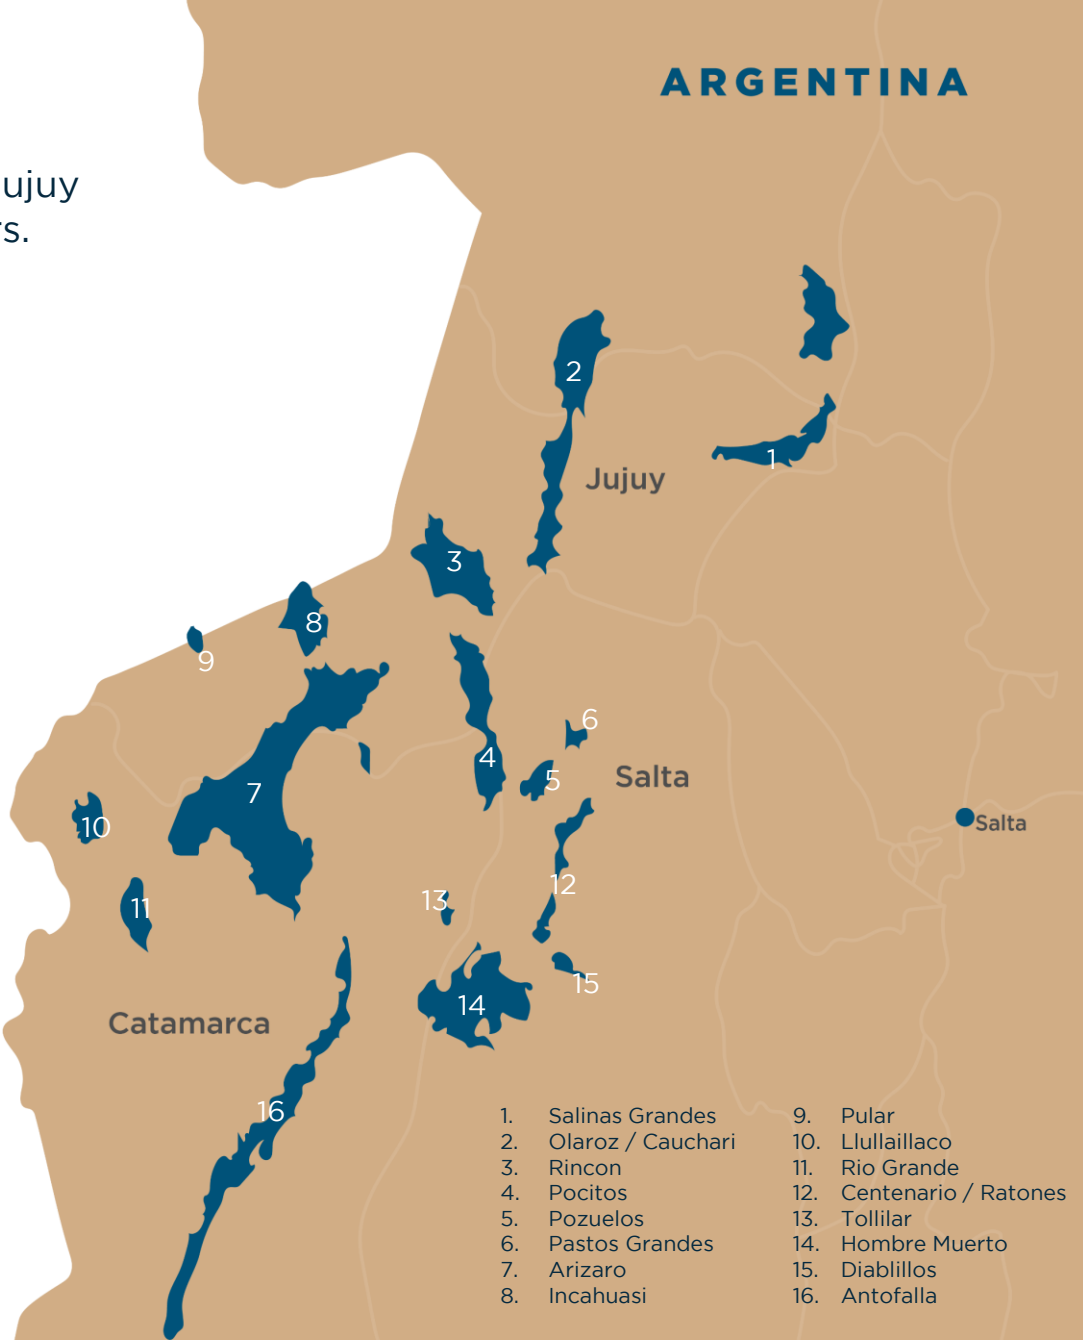 ARGENTINA
ujuy
rs.
2
1
Jujuy
3
8
9
6
4
5
Salta
7
10
Salta
12
13
11
15
14
Catamarca
16
1. Salinas Grandes
2. Olaroz / Cauchari
3. Rincon
4. Pocitos
5. Pozuelos
6. Pastos Grandes
7. Arizaro
8. Incahuasi
9. Pular
10. Llullaillaco
11. Rio Grande
12. Centenario / Ratones
13. Tollilar
14. Hombre Muerto
15. Diablillos
16. Antofalla